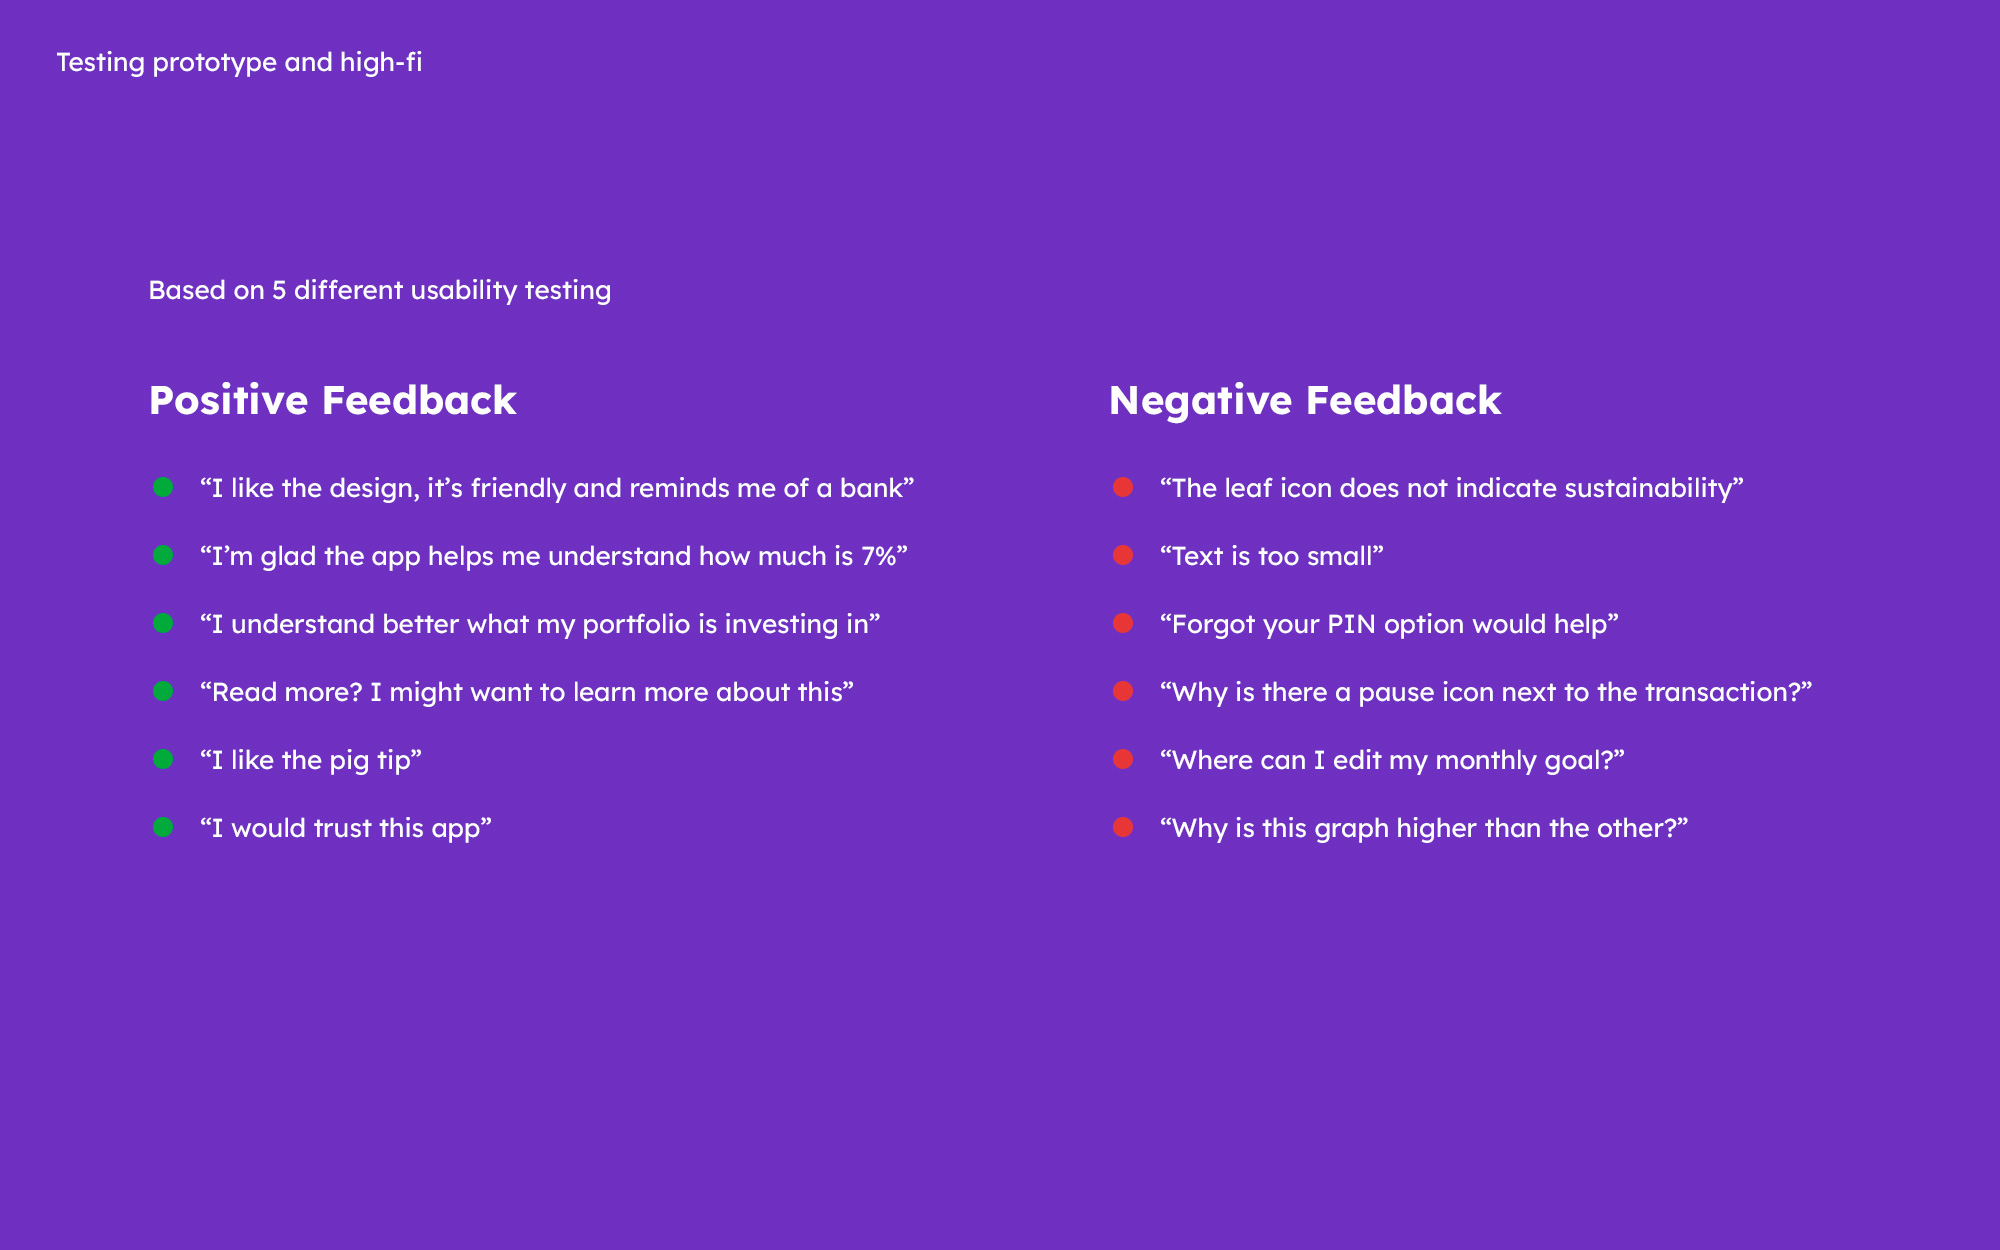 Testing prototype and high-fi
Based on 5 different usability testing
Positive Feedback
“I like the design, it’s friendly and reminds me of a bank”
“I’m glad the app helps me understand how much is 7%”
“I understand better what my portfolio is investing in”
“Read more? I might want to learn more about this”
“I like the pig tip”
“I would trust this app”
Negative Feedback
“The leaf icon does not indicate sustainability”
“Text is too small”
“Forgot your PIN option would help”
“Why is there a pause icon next to the transaction?”
“Where can I edit my monthly goal?”
“Why is this graph higher than the other?”